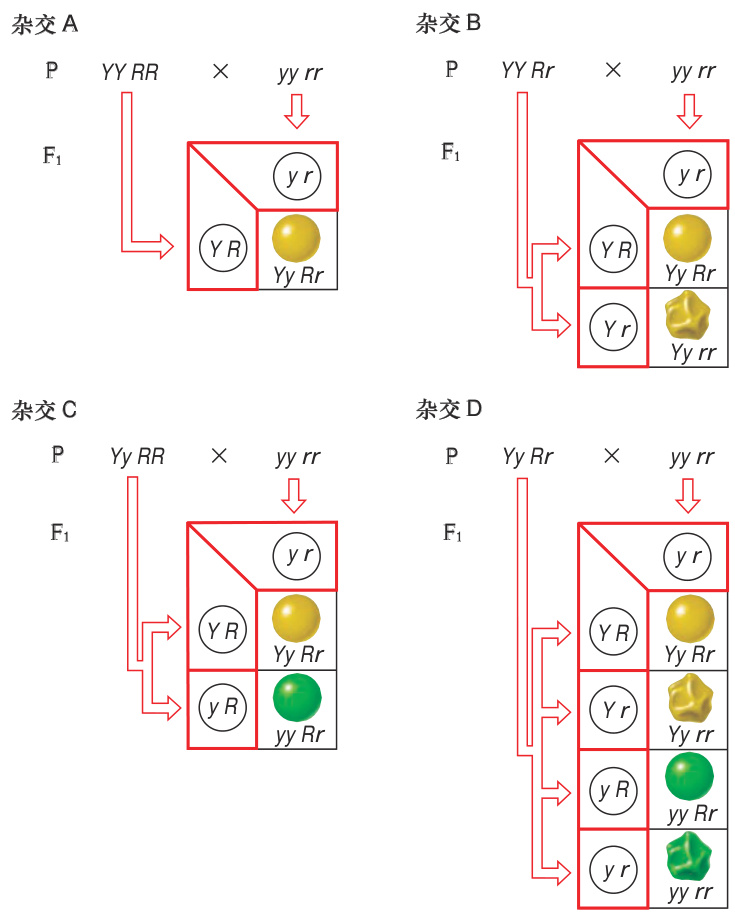 杂交 A
P YY RR × yy rr
F₁
y r
Y R
Yy Rr
杂交 B
P YY Rr × yy rr
F₁
y r
Y R
Yy Rr
Y r
Yy rr
杂交 C
P Yy RR × yy rr
F₁
y r
Y R
Yy Rr
y R
yy Rr
杂交 D
P Yy Rr × yy rr
F₁
y r
Y R
Yy Rr
Y r
Yy rr
y R
yy Rr
y r
yy rr